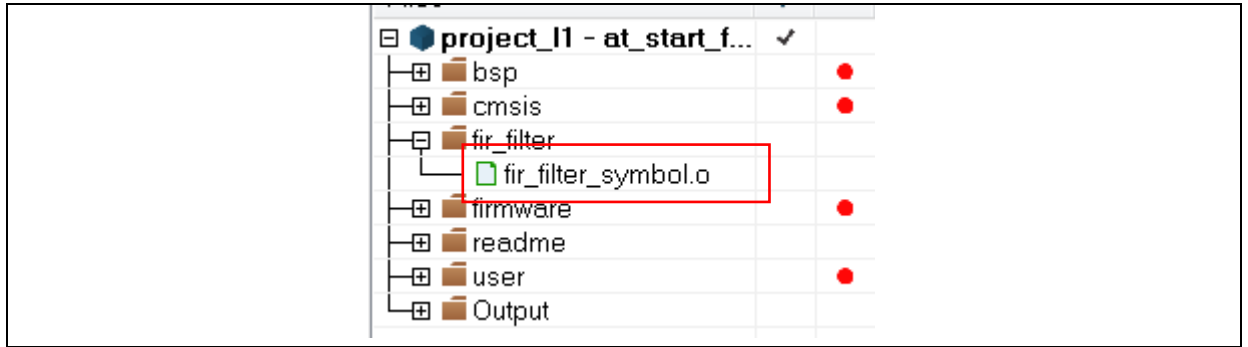 project_l1 - at_start_f...
bsp
cmsis
fir_filter
fir_filter_symbol.o
firmware
readme
user
Output